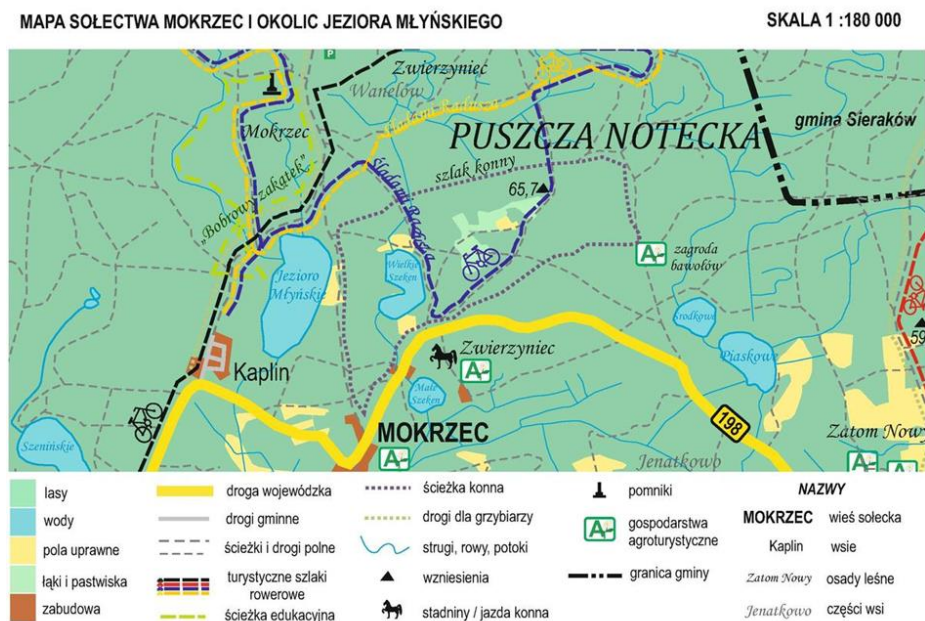 MAPA SOŁECTWA MOKRZEC I OKOLIC JEZIORA MŁYŃSKIEGO
SKALA 1 :180 000
P
Zwierzyniec
Wanelów
Mokrzec
PUSZCZA NOTECKA
gmina Sieraków
szlak konny
65,7
„Bobrowy zakątek”
Jezioro
Młyńskie
Wielkie
Szeken
A
zagroda
bawołów
Środkowe
59
Kaplin
Zwierzyniec
A
Piaskowe
Małe
Szeken
198
Szenińskie
MOKRZEC
A
Jenatkowo
Zatom Nowy
A
A
lasy
wody
pola uprawne
łąki i pastwiska
zabudowa
droga wojewódzka
drogi gminne
ścieżki i drogi polne
turystyczne szlaki
rowerowe
ścieżka edukacyjna
ścieżka konna
drogi dla grzybiarzy
strugi, rowy, potoki
wzniesienia
stadniny / jazda konna
pomniki
A
gospodarstwa
agroturystyczne
granica gminy
NAZWY
MOKRZEC wieś sołecka
Kaplin wsie
Zatom Nowy osady leśne
Jenatkowo części wsi